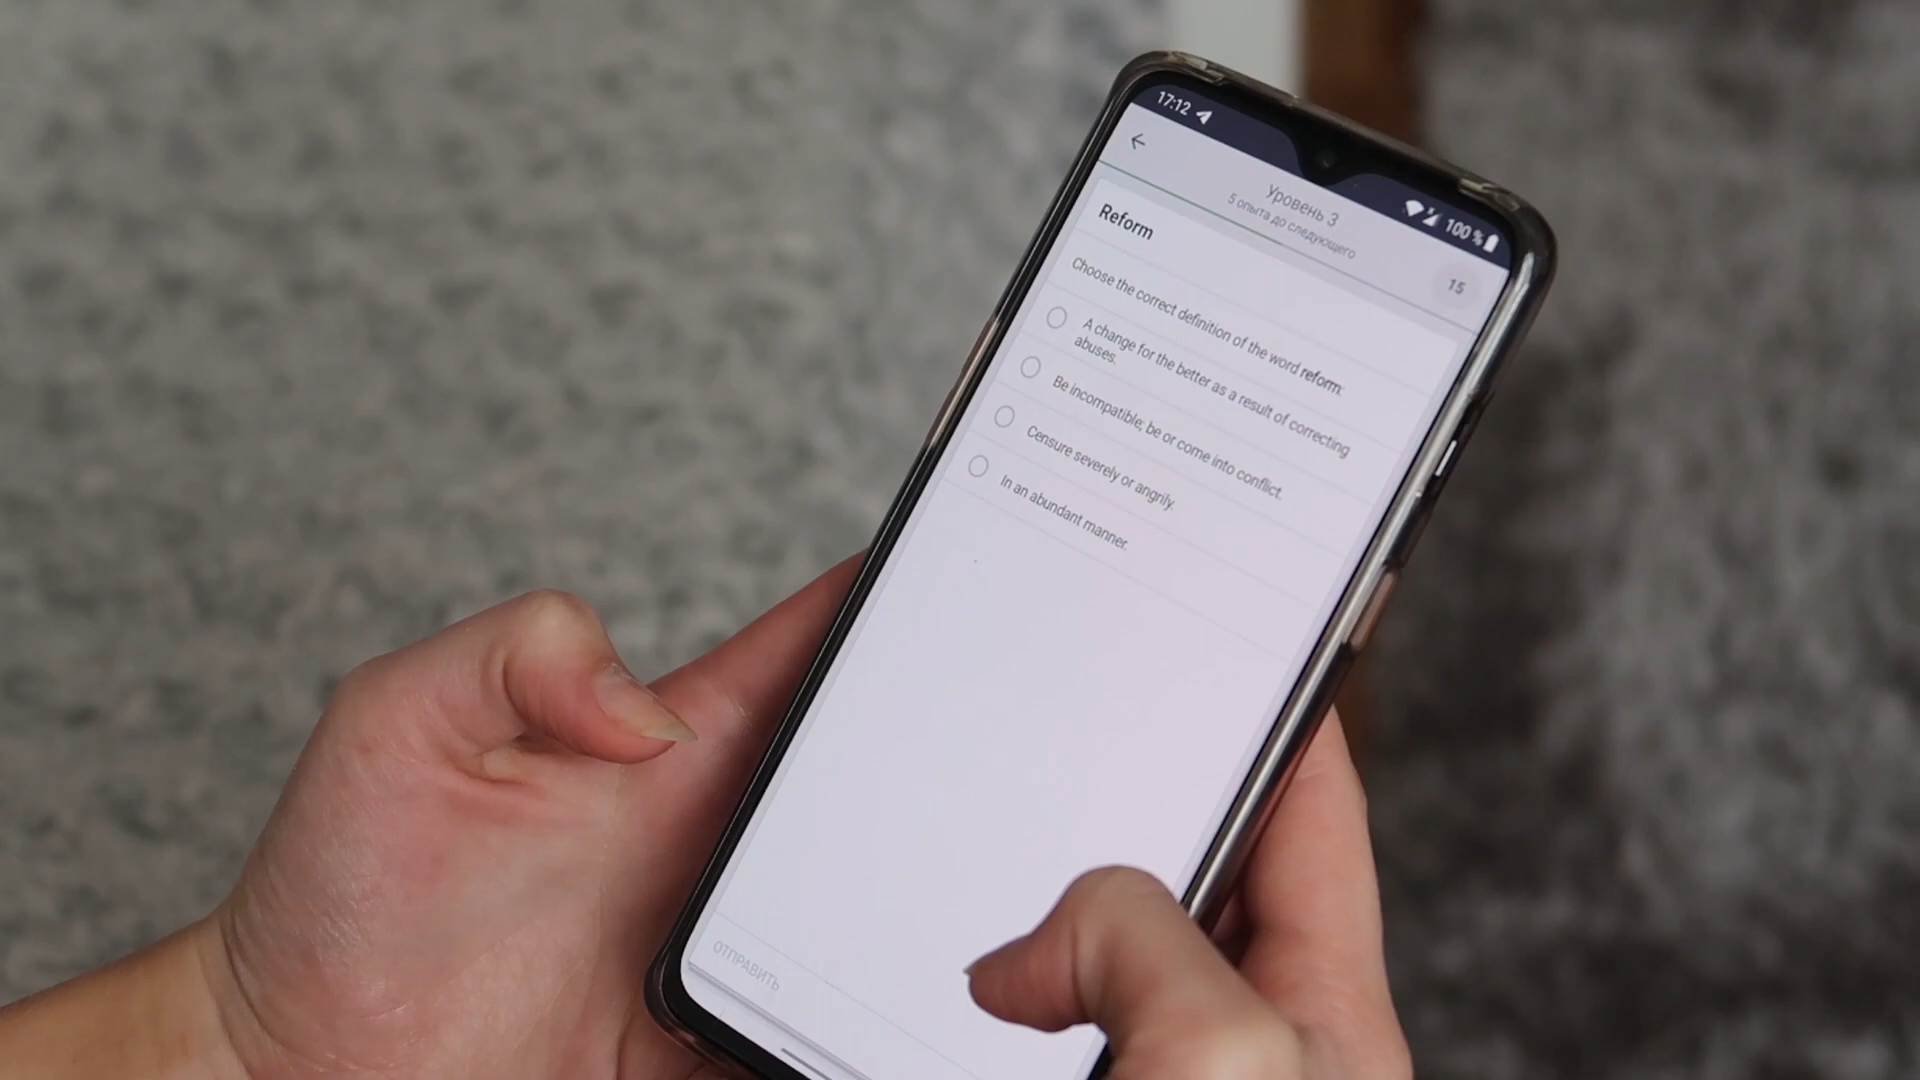 17:12
100 %
Уровень 3
5 опыта до следующего
15
Reform
Choose the correct definition of the word reform.
A change for the better as a result of correcting
abuses.
Be incompatible; be or come into conflict.
Censure severely or angrily.
In an abundant manner.
ОТПРАВИТЬ